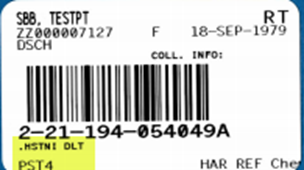 SBB, TESTPT RT
ZZ000007127 F 18-SEP-1979
DSCH
COLL. INFO:
2-21-194-054049A
.HSTNI DLT
PST4 HAR REF Che